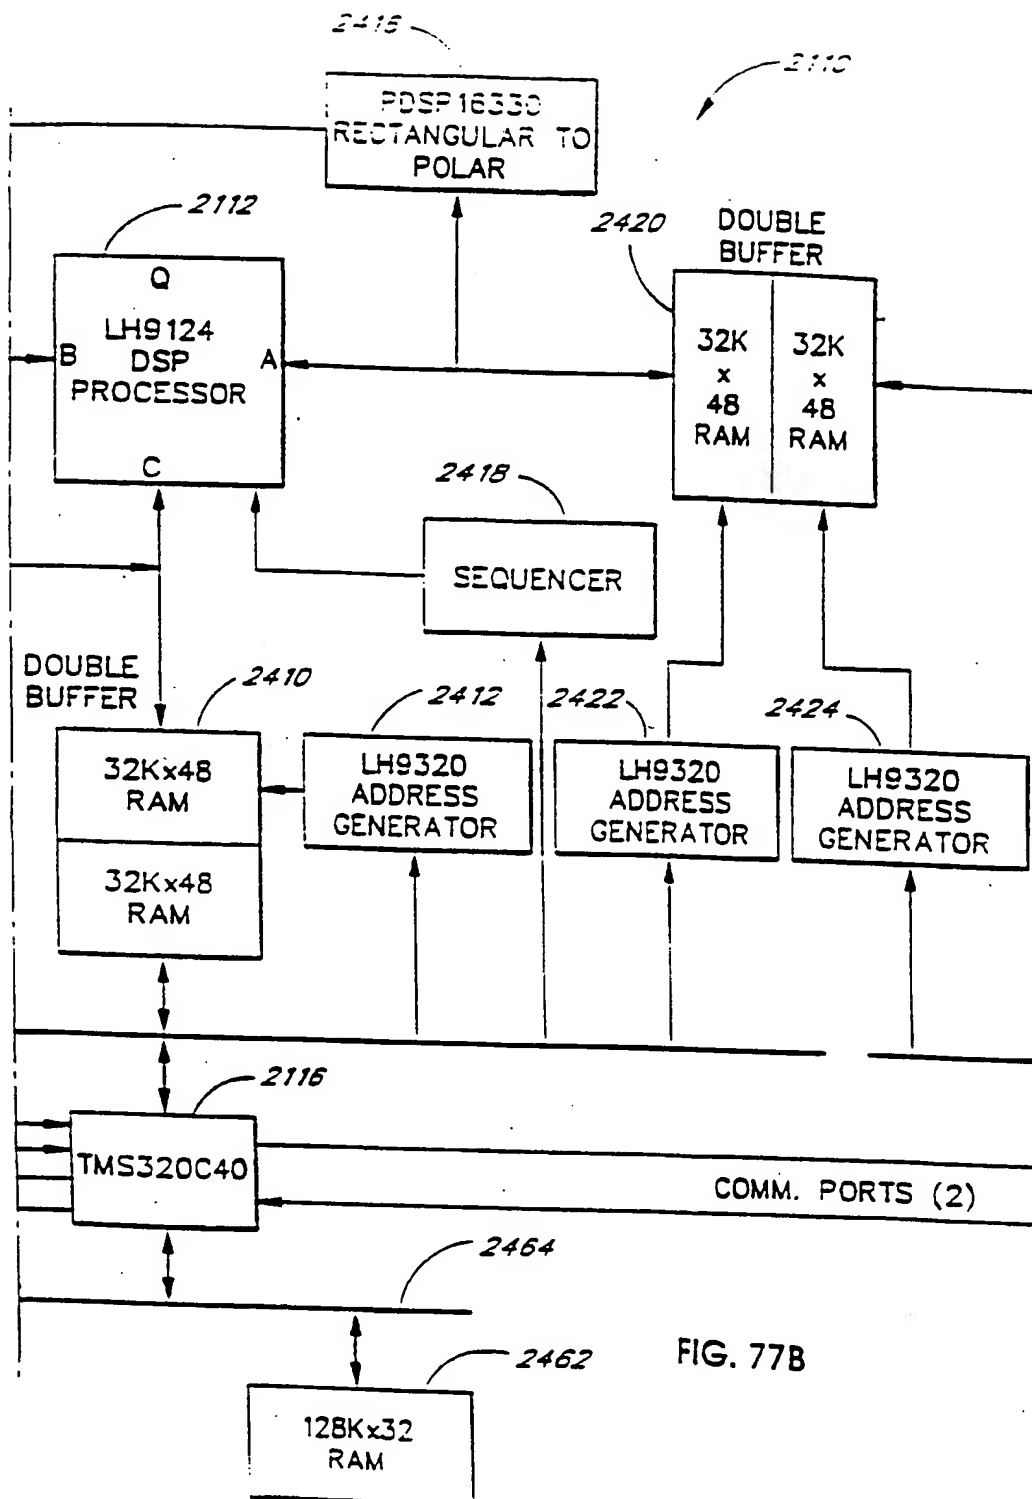 2416
2110
PDSP16330
RECTANGULAR TO
POLAR
2112
2420
DOUBLE
BUFFER
Q
LH9124
DSP
PROCESSOR
B
A
C
32K
x
48
RAM
32K
x
48
RAM
2418
SEQUENCER
DOUBLE
BUFFER
2410
2412
2422
2424
32Kx48
RAM
32Kx48
RAM
LH9320
ADDRESS
GENERATOR
LH9320
ADDRESS
GENERATOR
LH9320
ADDRESS
GENERATOR
2116
TMS320C40
COMM. PORTS (2)
2464
2462
128Kx32
RAM
FIG. 77B